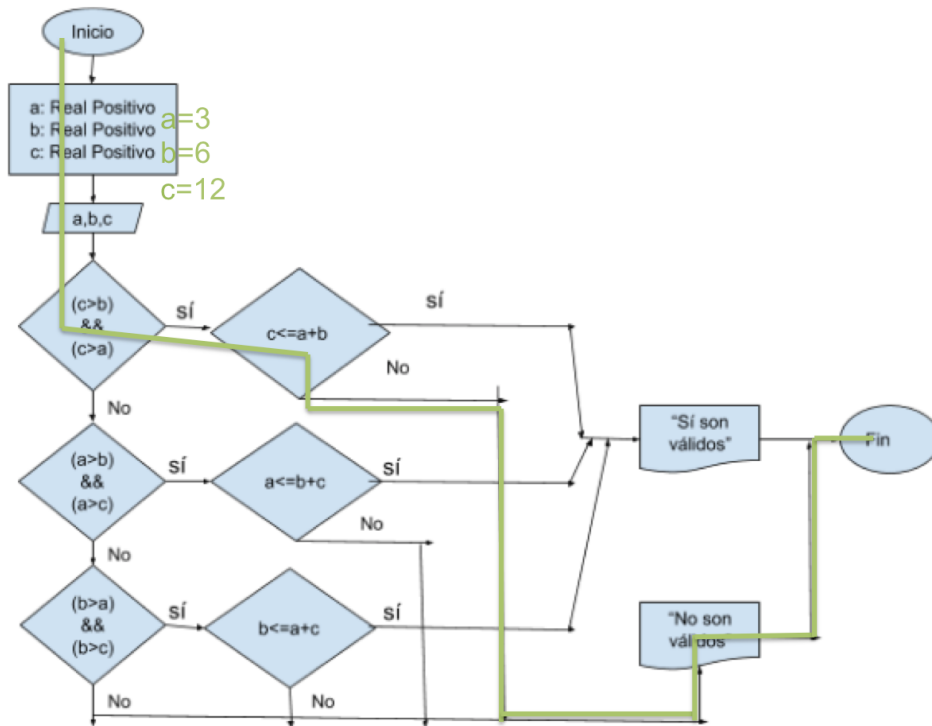 Inicio
a: Real Positivo
b: Real Positivo
c: Real Positivo
a=3
b=6
c=12
a,b,c
(c>b)
&&
(c>a)
sí
c<=a+b
sí
No
No
(a>b)
&&
(a>c)
sí
a<=b+c
sí
No
No
(b>a)
&&
(b>c)
sí
b<=a+c
sí
No
No
“Sí son
válidos”
Fin
“No son
válidos”